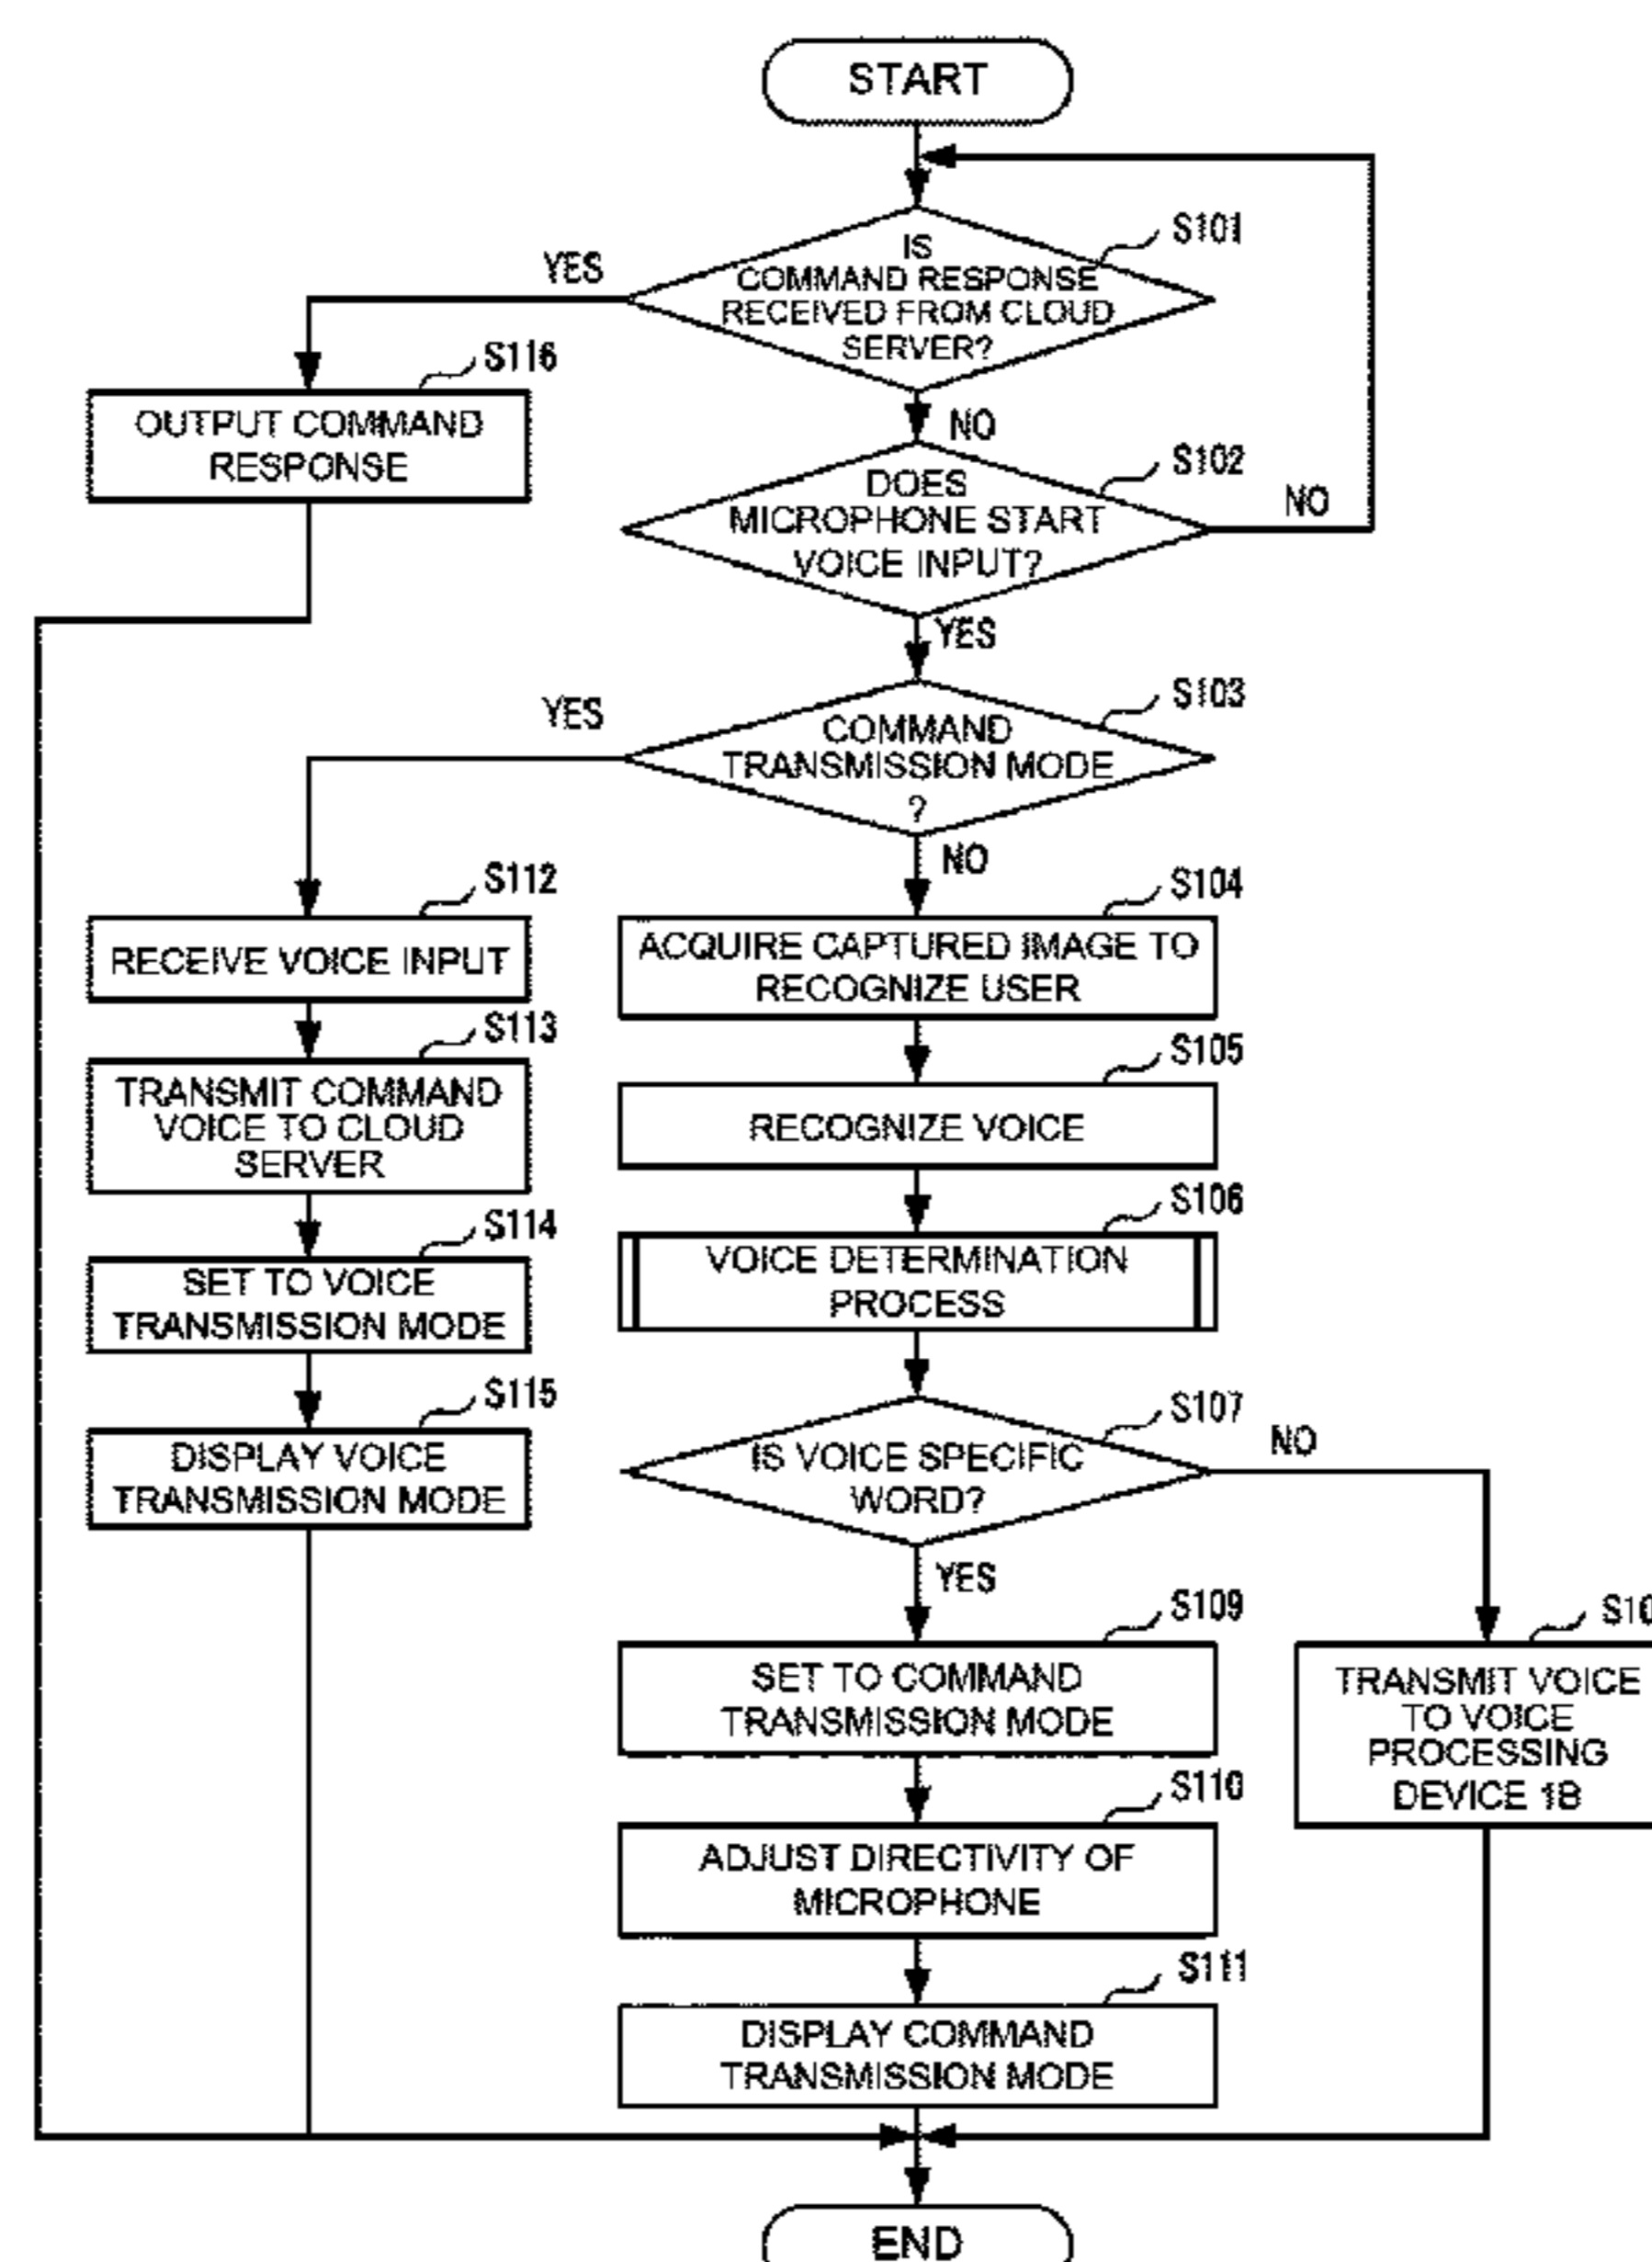 START
S101
IS
COMMAND RESPONSE
RECEIVED FROM CLOUD
SERVER?
YES
NO
S116
OUTPUT COMMAND
RESPONSE
S102
DOES
MICROPHONE START
VOICE INPUT?
NO
YES
S103
COMMAND
TRANSMISSION MODE
?
YES
NO
S112
RECEIVE VOICE INPUT
S113
TRANSMIT COMMAND
VOICE TO CLOUD
SERVER
S114
SET TO VOICE
TRANSMISSION MODE
S115
DISPLAY VOICE
TRANSMISSION MODE
S104
ACQUIRE CAPTURED IMAGE TO
RECOGNIZE USER
S105
RECOGNIZE VOICE
S106
VOICE DETERMINATION
PROCESS
S107
IS VOICE SPECIFIC
WORD?
NO
YES
S109
SET TO COMMAND
TRANSMISSION MODE
S110
ADJUST DIRECTIVITY OF
MICROPHONE
S111
DISPLAY COMMAND
TRANSMISSION MODE
TRANSMIT VOICE
TO VOICE
PROCESSING
DEVICE 1B
END